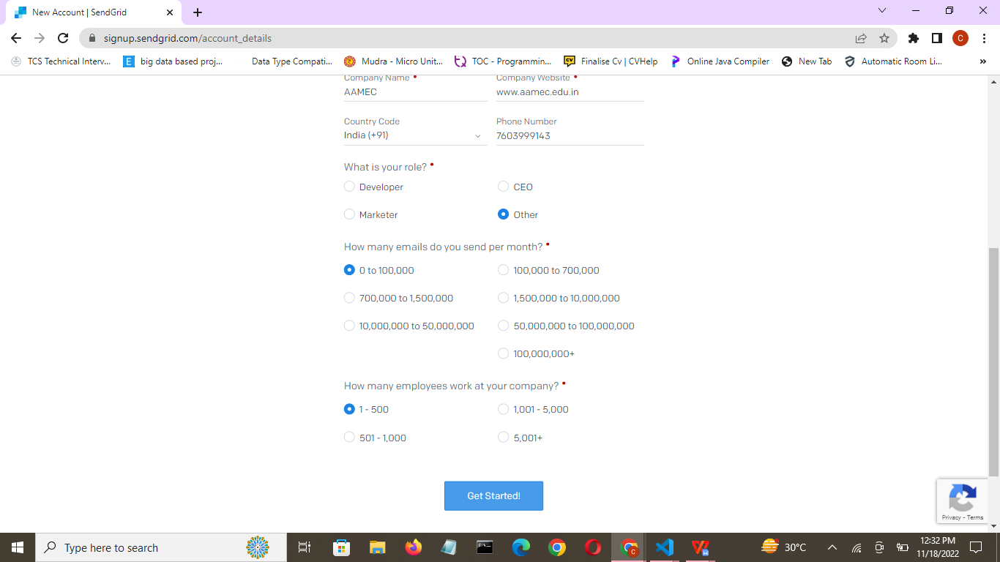 New Account | SendGrid
signup.sendgrid.com/account_details
C
TCS Technical Interv...
E
big data based proj...
Data Type Compati...
Mudra - Micro Unit...
TOC - Programmin...
CV
Finalise Cv | CVHelp
Online Java Compiler
New Tab
Automatic Room Li...
»
Company Name •
Company Website •
AAMEC
www.aamec.edu.in
Country Code
Phone Number
India (+91)
7603999143
What is your role? •
Developer
CEO
Marketer
Other
How many emails do you send per month? •
0 to 100,000
100,000 to 700,000
700,000 to 1,500,000
1,500,000 to 10,000,000
10,000,000 to 50,000,000
50,000,000 to 100,000,000
100,000,000+
How many employees work at your company? •
1 - 500
1,001 - 5,000
501 - 1,000
5,001+
Get Started!
Privacy - Terms
Type here to search
C
30°C
12:32 PM
11/18/2022